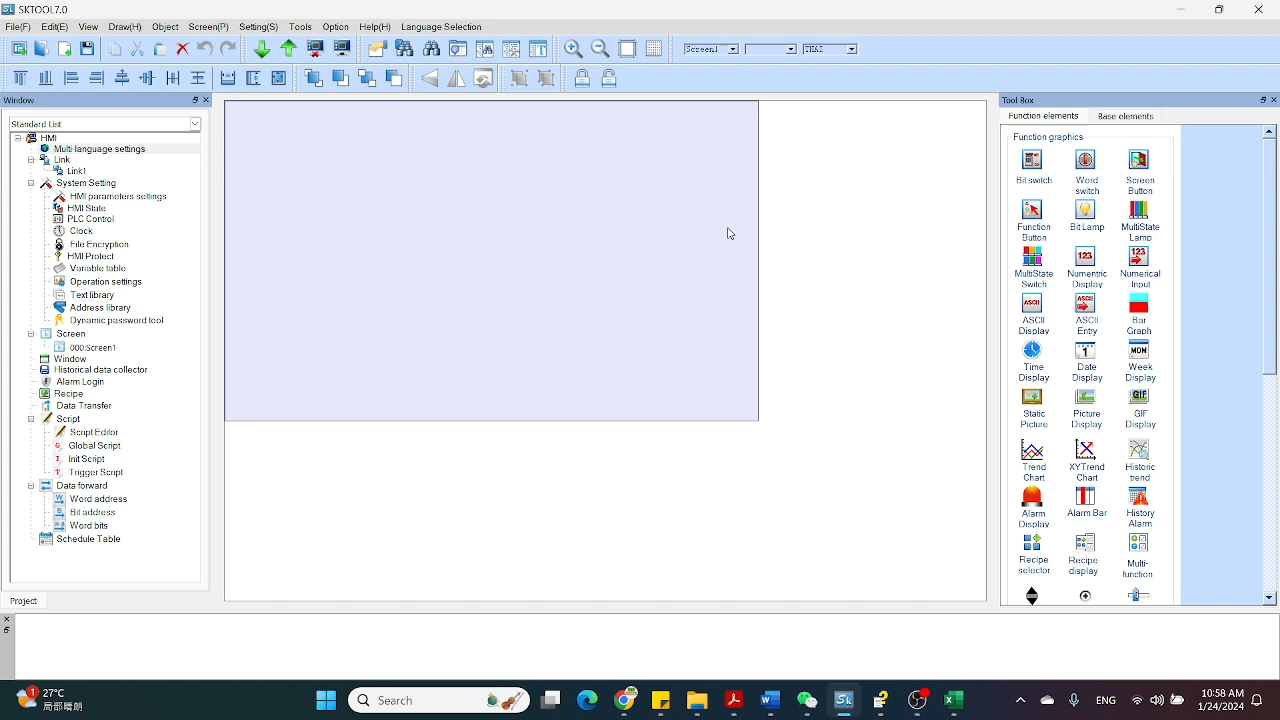 SKTOOL7.0
File(F) Edit(E) View Draw(H) Object Screen(P) Setting(S) Tools Option Help(H) Language Selection
Screen1 THAI
Window
Standard List
HMI
Multi-language settings
Link
Link1
System Setting
HMI parameters settings
HMI State
PLC Control
Clock
File Encryption
HMI Protect
Variable table
Operation settings
Text library
Address library
Dynamic password tool
Screen
000:Screen1
Window
Historical data collector
Alarm Login
Recipe
Data Transfer
Script
Script Editor
Global Script
Init Script
Trigger Script
Data forward
Word address
Bit address
Word bits
Schedule Table
Project
Tool Box
Function elements Base elements
Function graphics
Bit switch Word switch Screen Button
Function Button Bit Lamp MultiState Lamp
MultiState Switch Numentric Display Numerical Input
ASCII Display ASCII Entry Bar Graph
Time Display Date Display Week Display
Static Picture Picture Display GIF Display
Trend Chart XYTrend Chart Historic trend
Alarm Display Alarm Bar History Alarm
Recipe selector Recipe display Multi-function
1 27°C
局部晴朗
Search
ENG
10:58 AM
1/24/2024